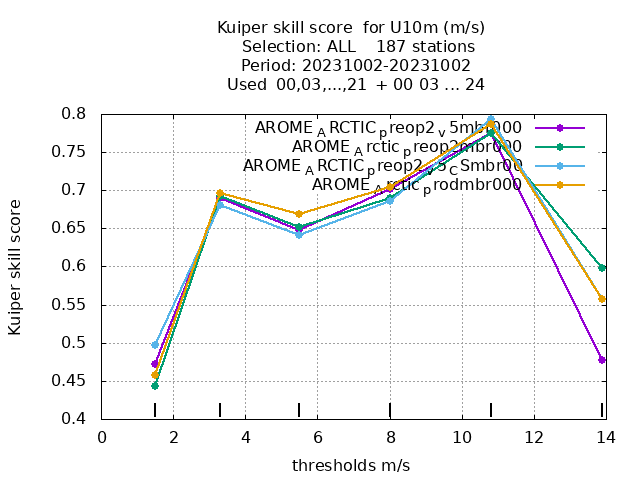 Kuiper skill score for U10m (m/s)
Selection: ALL 187 stations
Period: 20231002-20231002
Used 00,03,...,21 + 00 03 ... 24
0.8
0.75
0.7
0.65
0.6
0.55
0.5
0.45
0.4
Kuiper skill score
AROME_ARCTIC_preop2_v5mbr000
AROME_Arctic_preop2mbr000
AROME_ARCTIC_preop2_v5_CSmbr000
AROME_Arctic_prodmbr000
0 2 4 6 8 10 12 14
thresholds m/s